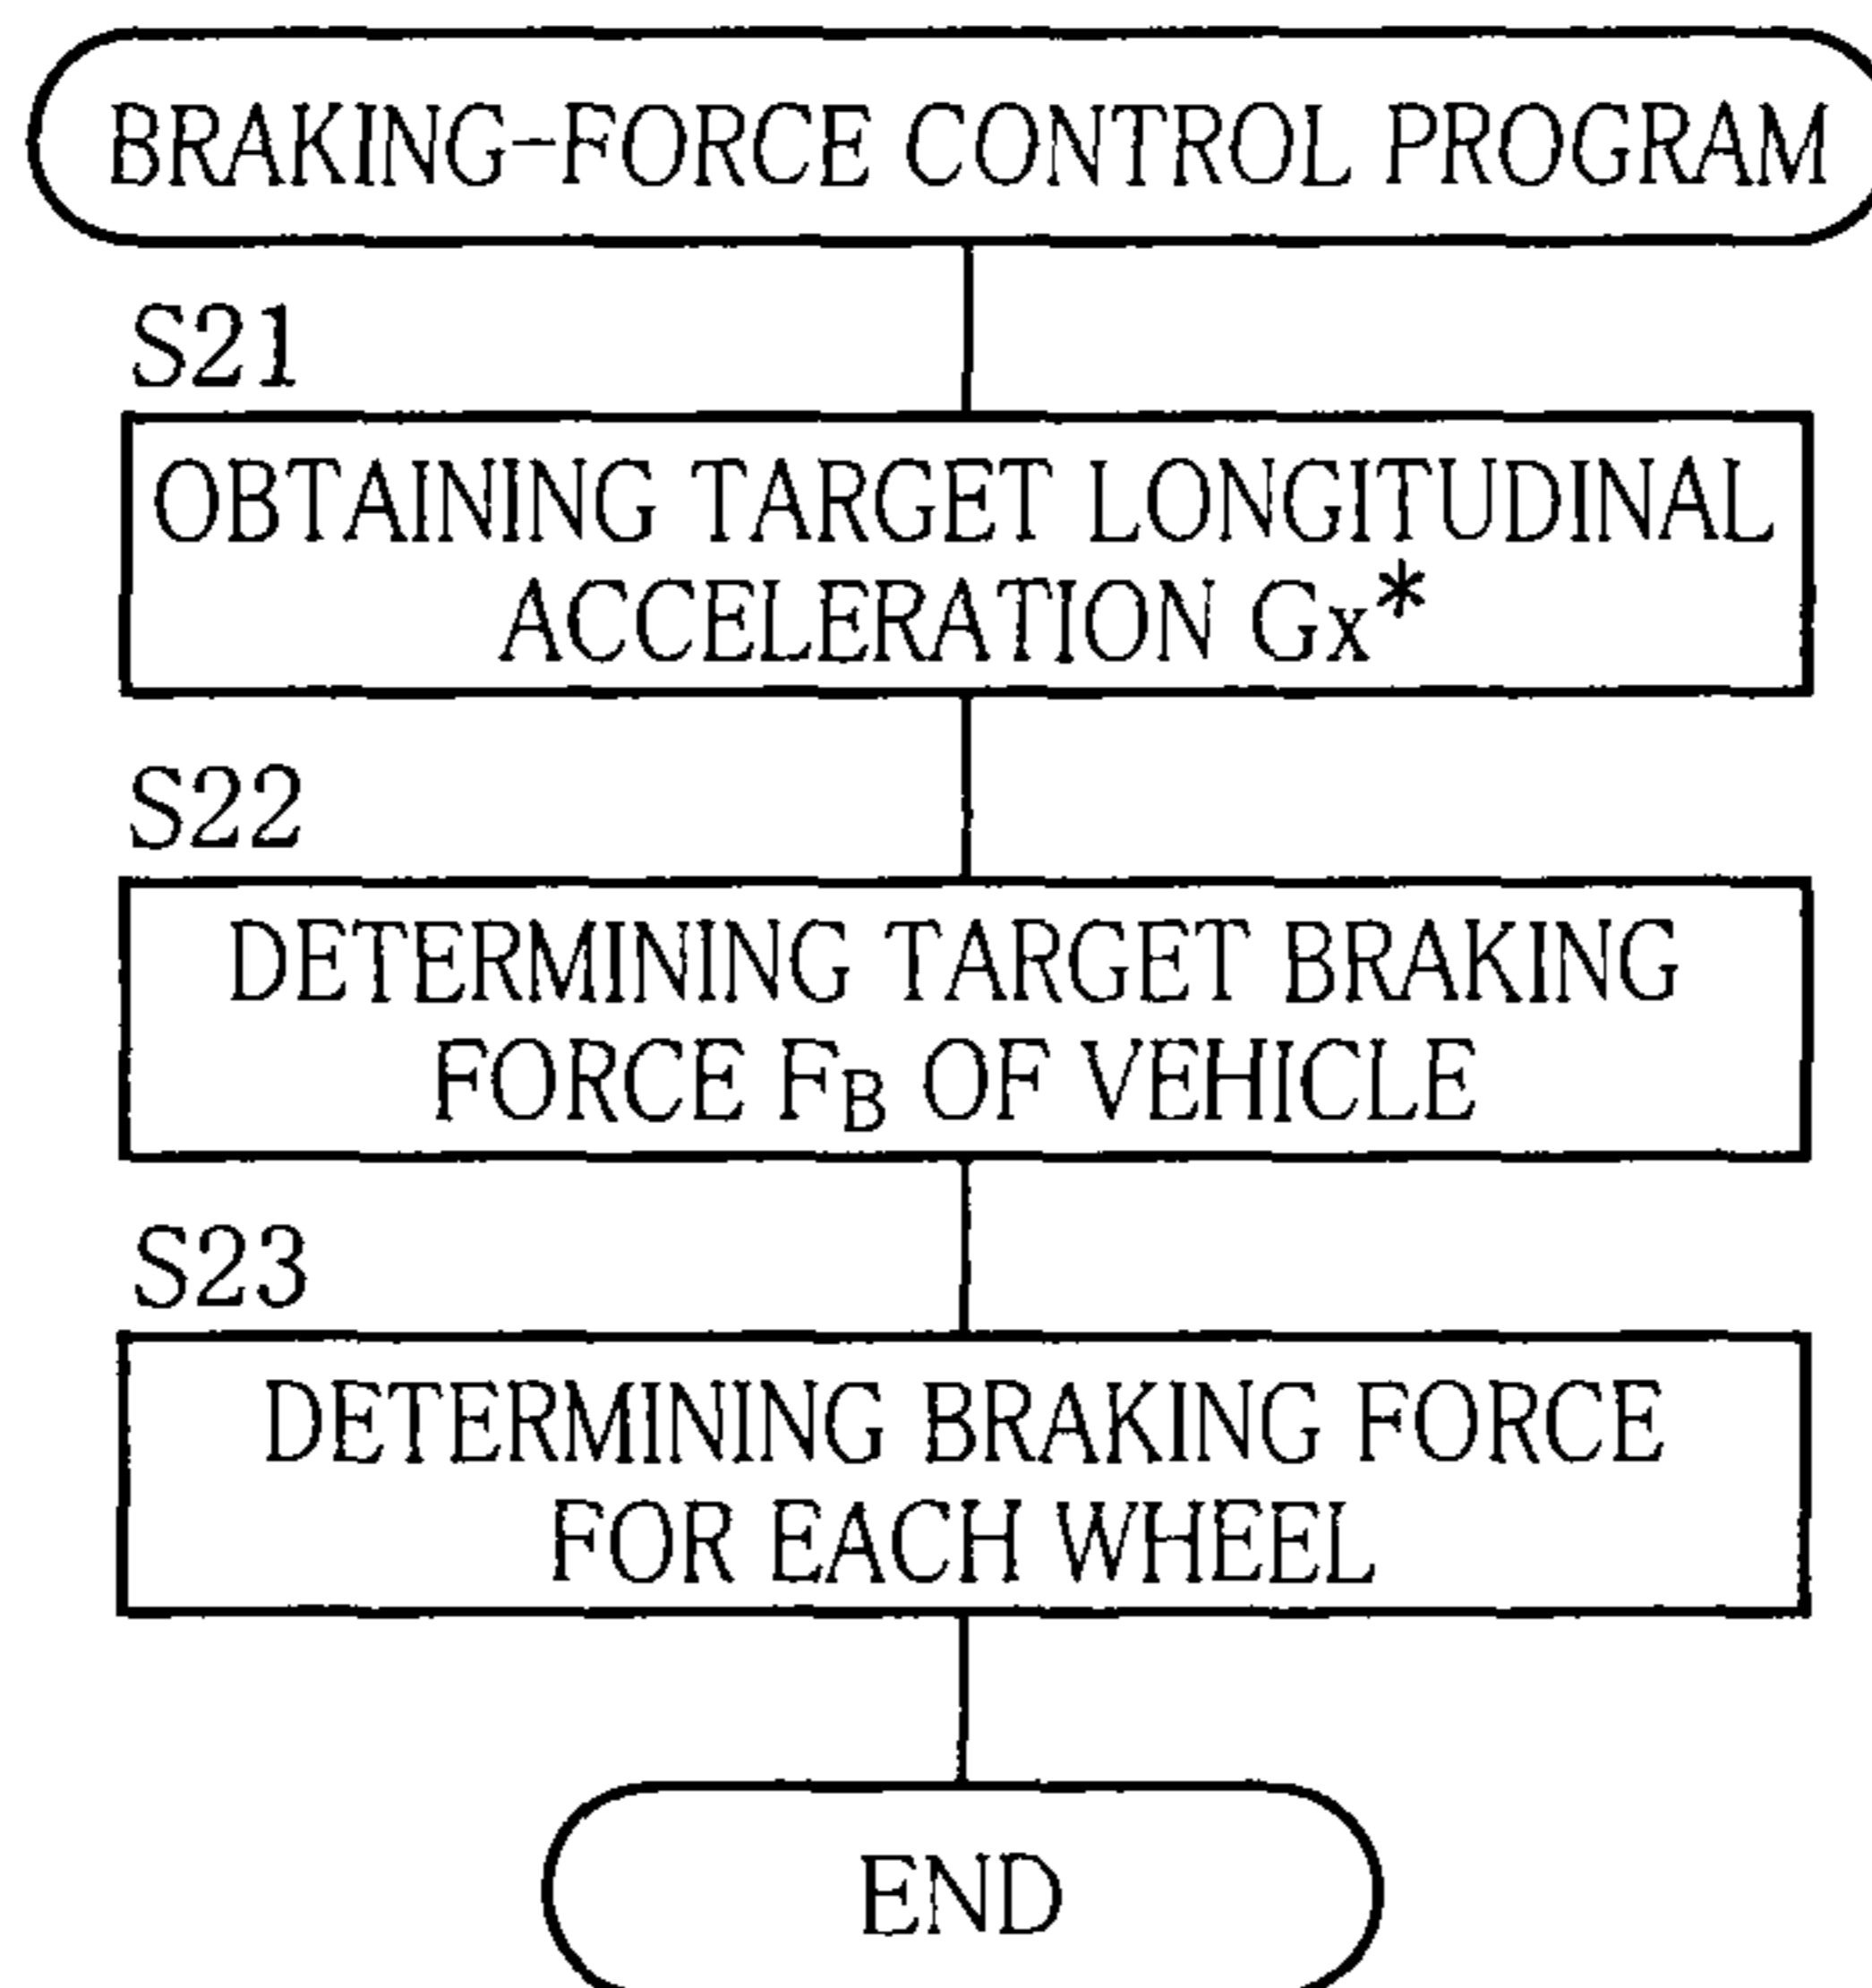 BRAKING-FORCE CONTROL PROGRAM
S21
OBTAINING TARGET LONGITUDINAL
ACCELERATION Gx*
S22
DETERMINING TARGET BRAKING
FORCE FB OF VEHICLE
S23
DETERMINING BRAKING FORCE
FOR EACH WHEEL
END